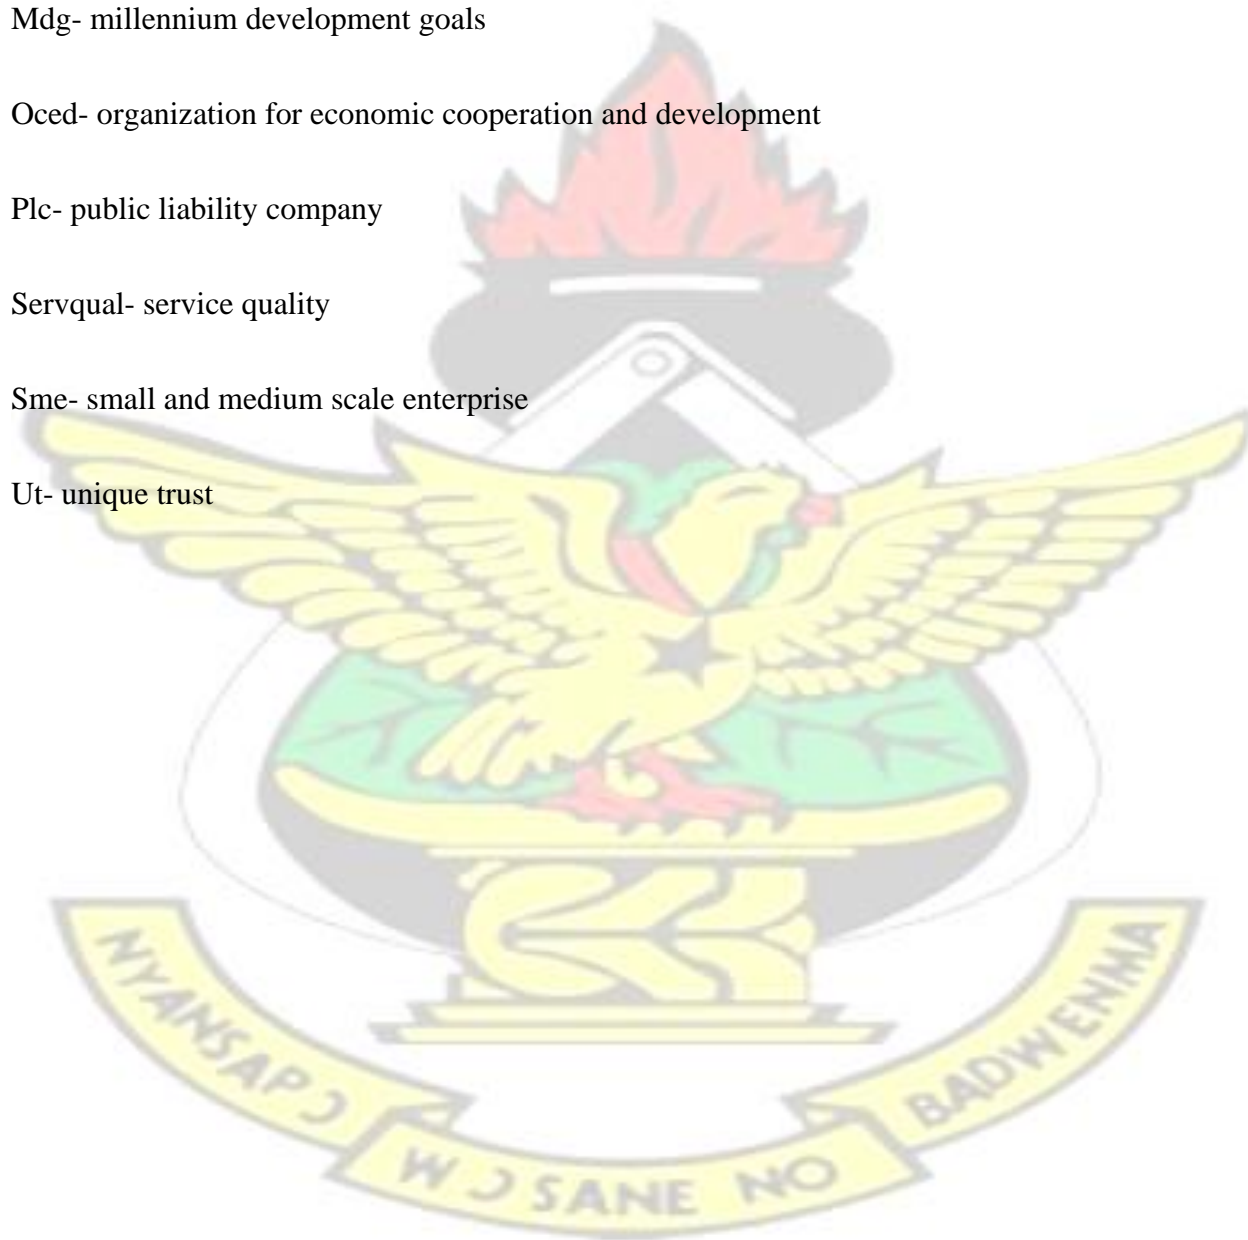 Mdg- millennium development goals
Oced- organization for economic cooperation and development
Plc- public liability company
Servqual- service quality
Sme- small and medium scale enterprise
Ut- unique trust
NYANSAPƆ
WƆSANE NO
BADWENMA